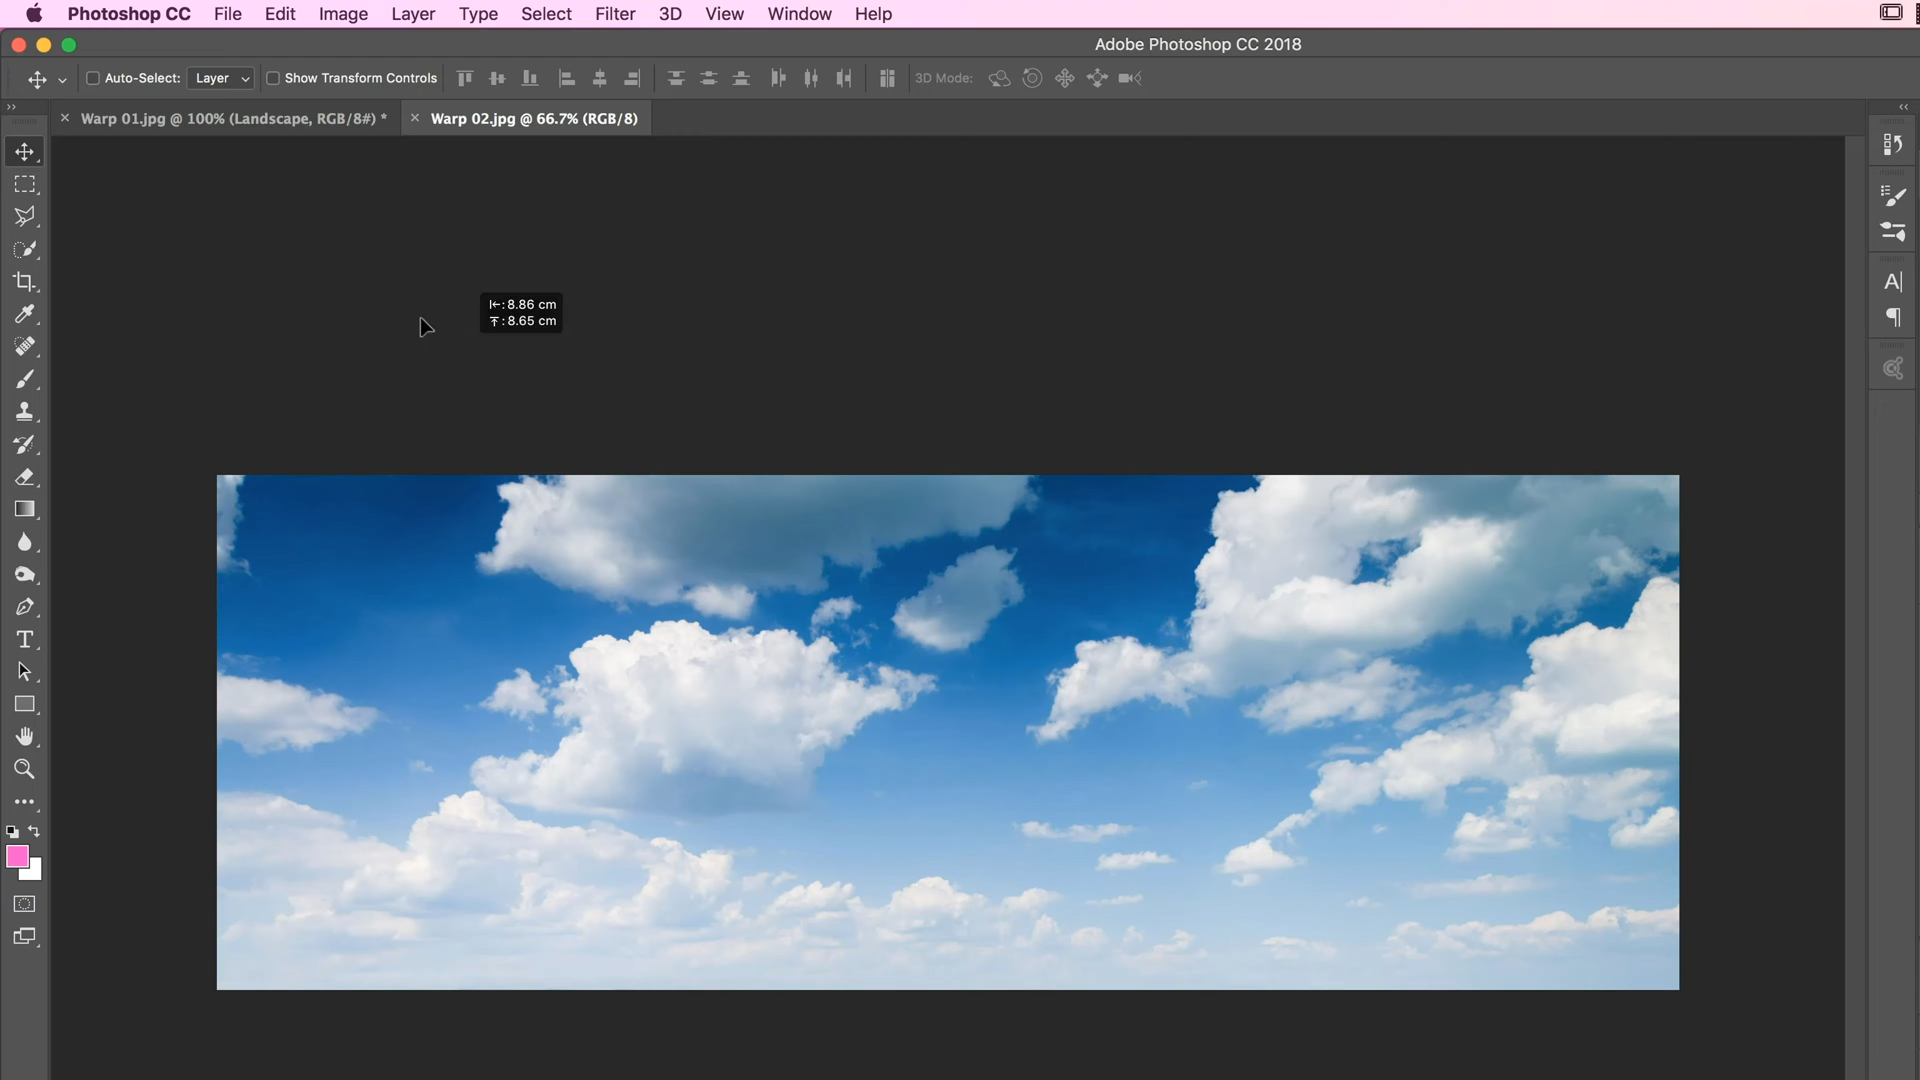 Photoshop CC File Edit Image Layer Type Select Filter 3D View Window Help
Adobe Photoshop CC 2018
Auto-Select: Layer Show Transform Controls 3D Mode:
Warp 01.jpg @ 100% (Landscape, RGB/8#) * Warp 02.jpg @ 66.7% (RGB/8)
: 8.86 cm
: 8.65 cm